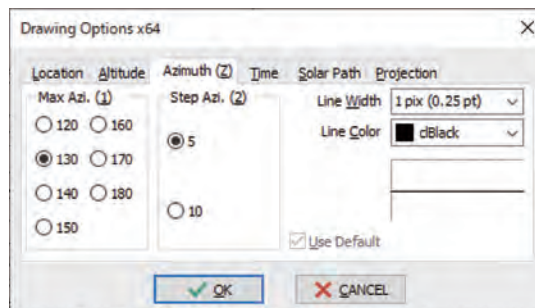 Drawing Options x64
Location Altitude Azimuth (Z) Time Solar Path Projection
Max Azi. (1) Step Azi. (2) Line Width 1 pix (0.25 pt)
120 160 Line Color clBlack
130 170 5
140 180
150 10
Use Default
OK CANCEL